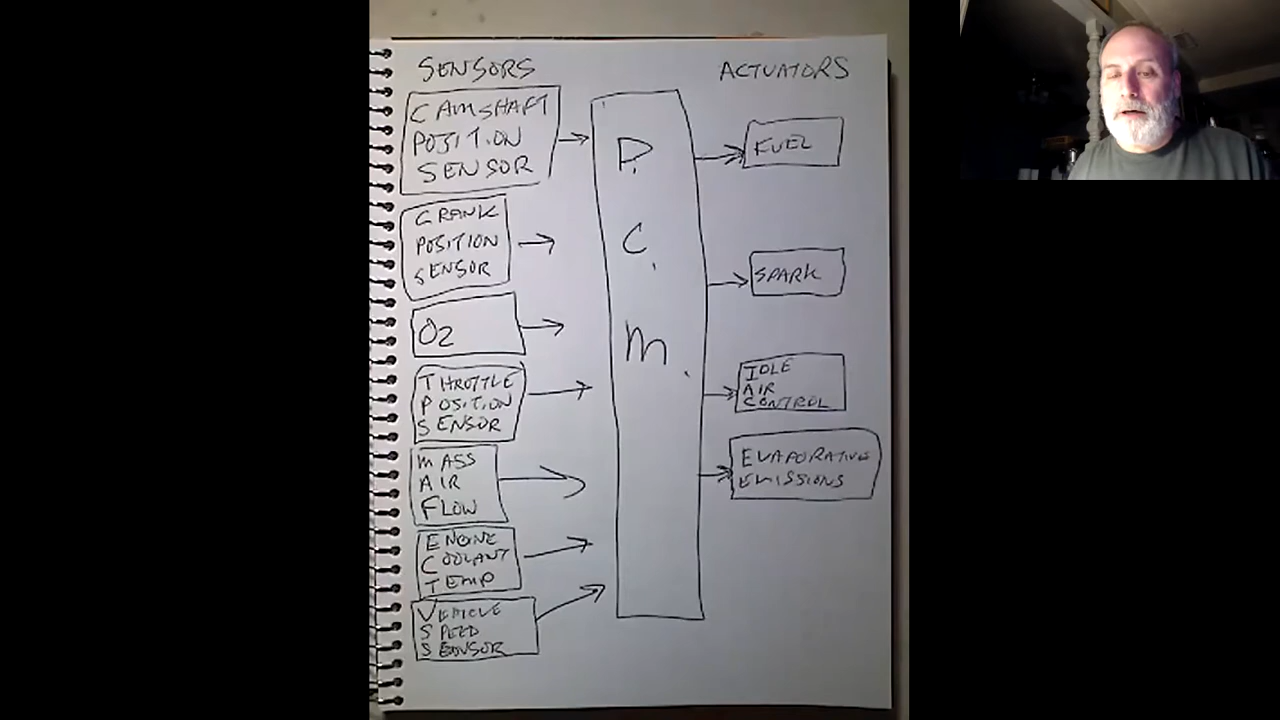 SENSORS
ACTUATORS
CAMSHAFT
POSITION
SENSOR
CRANK
POSITION
SENSOR
O2
THROTTLE
POSITION
SENSOR
MASS
AIR
FLOW
ENGINE
COOLANT
TEMP
VEHICLE
SPEED
SENSOR
P.
C.
M.
FUEL
SPARK
IDLE
AIR
CONTROL
EVAPORATIVE
EMISSIONS